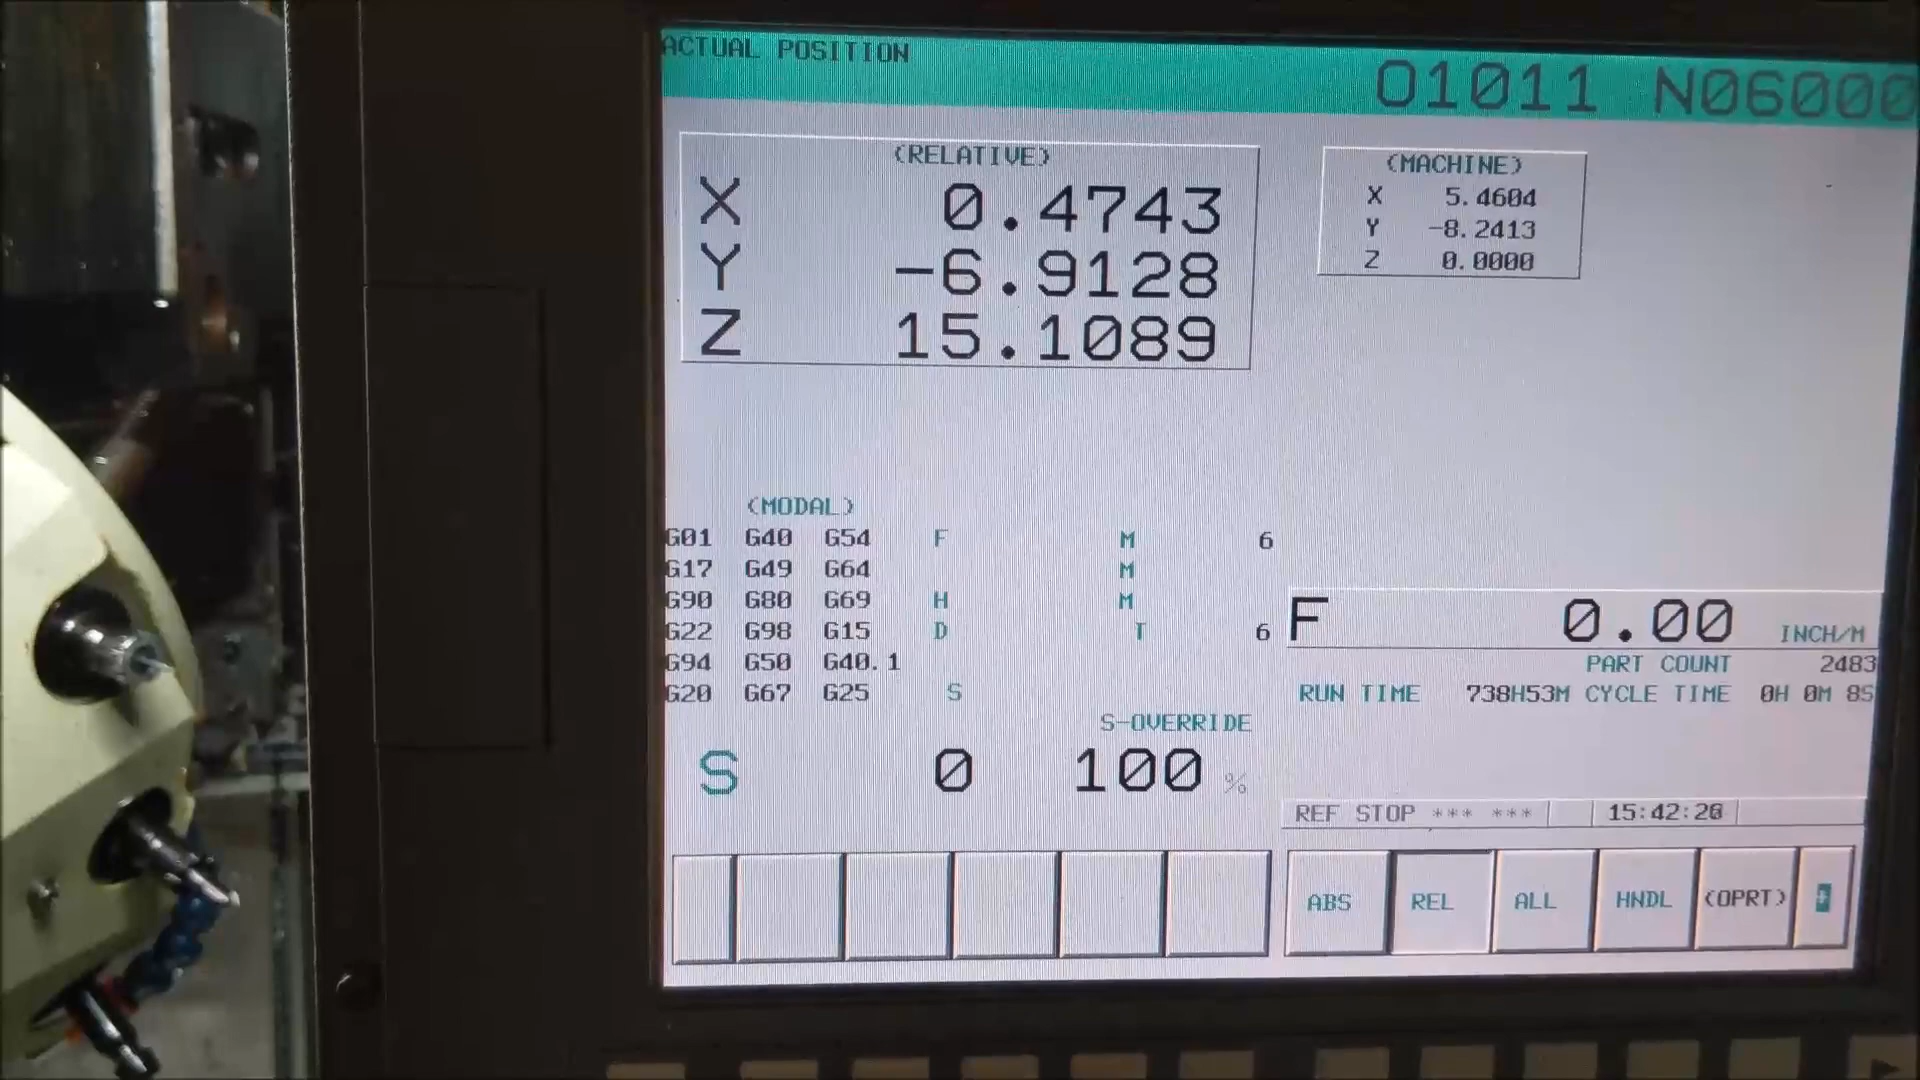 ACTUAL POSITION
O1011 N06000
(RELATIVE)
X 0.4743
Y -6.9128
Z 15.1089
(MACHINE)
X 5.4604
Y -8.2413
Z 0.0000
(MODAL)
G01 G40 G54 F M 6
G17 G49 G64 M
G90 G80 G69 H M
G22 G98 G15 D T 6
G94 G50 G40.1
G20 G67 G25 S
F 0.00 INCH/M
PART COUNT 2483
RUN TIME 738H53M CYCLE TIME 0H 0M 8S
S-OVERRIDE
S 0 100 %
REF STOP *** *** 15:42:20
ABS REL ALL HNDL (OPRT)